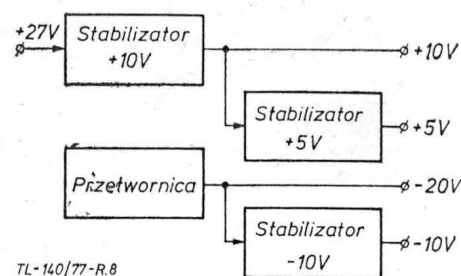 +27V
Stabilizator
+10V
+10V
Stabilizator
+5V
+5V
Przetwornica
-20V
Stabilizator
-10V
-10V
TL-140/77-R.8